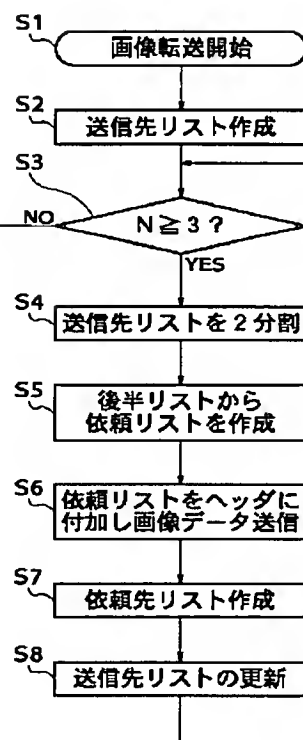 S1
画像転送開始
S2
送信先リスト作成
S3
N≧3?
NO
YES
S4
送信先リストを2分割
S5
後半リストから
依頼リストを作成
S6
依頼リストをヘッダに
付加し画像データ送信
S7
依頼先リスト作成
S8
送信先リストの更新